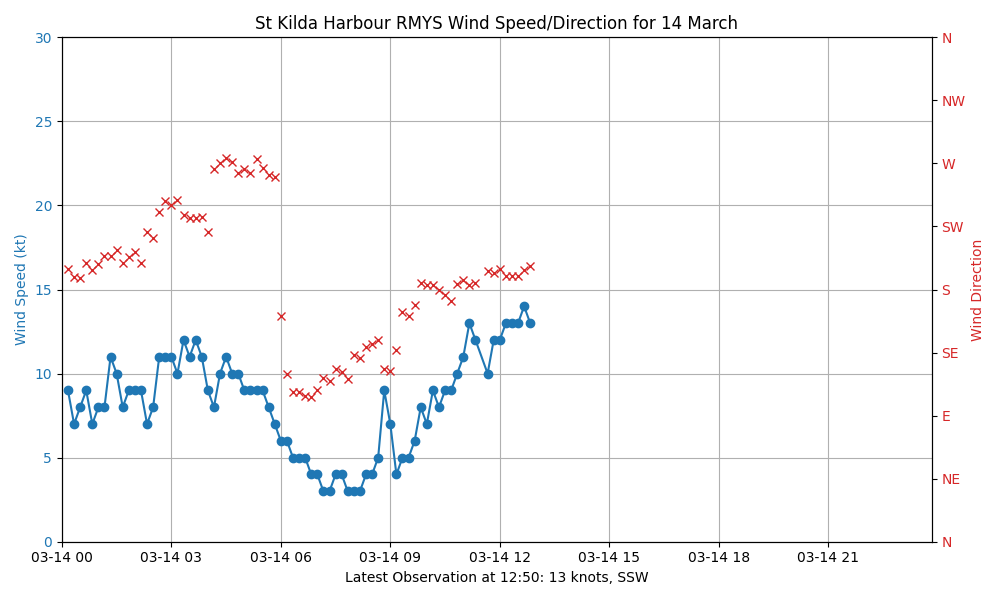 St Kilda Harbour RMYS Wind Speed/Direction for 14 March
30
25
20
15
10
5
0
Wind Speed (kt)
N
NW
W
SW
S
SE
E
NE
N
Wind Direction
03-14 00
03-14 03
03-14 06
03-14 09
03-14 12
03-14 15
03-14 18
03-14 21
Latest Observation at 12:50: 13 knots, SSW